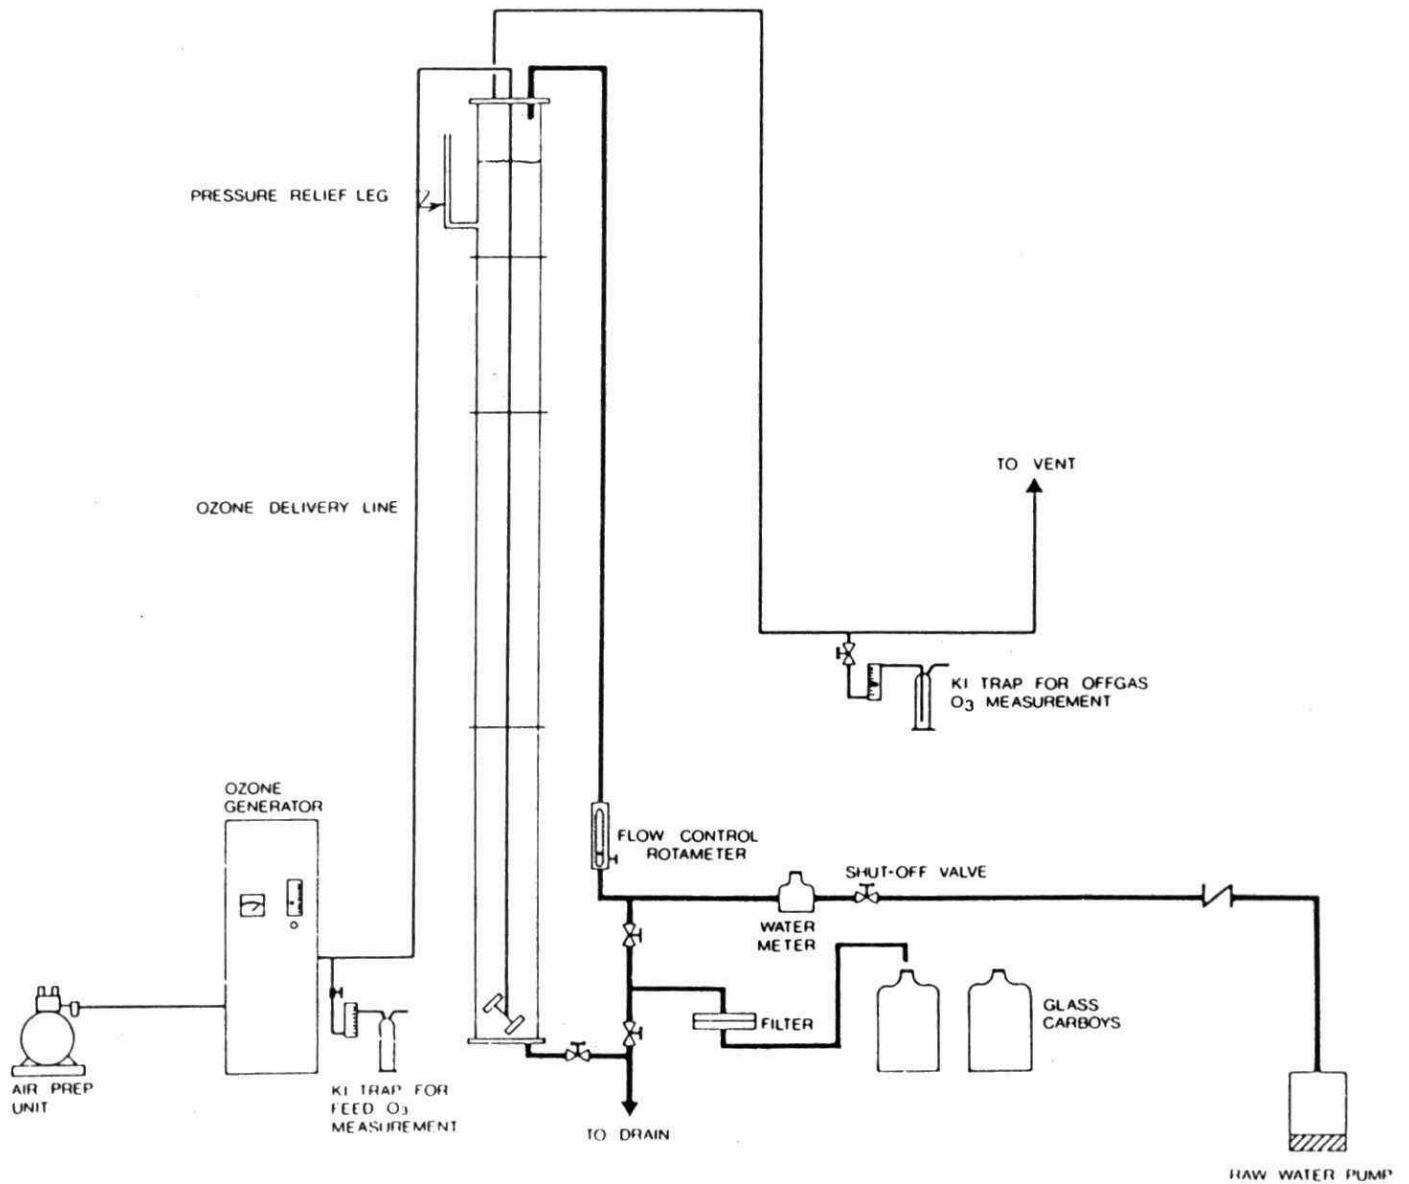 PRESSURE RELIEF LEG
TO VENT
OZONE DELIVERY LINE
KI TRAP FOR OFFGAS
O3 MEASUREMENT
OZONE
GENERATOR
FLOW CONTROL
ROTAMETER
SHUT-OFF VALVE
WATER
METER
GLASS
CARBOYS
FILTER
AIR PREP
UNIT
KI TRAP FOR
FEED O3
MEASUREMENT
TO DRAIN
RAW WATER PUMP